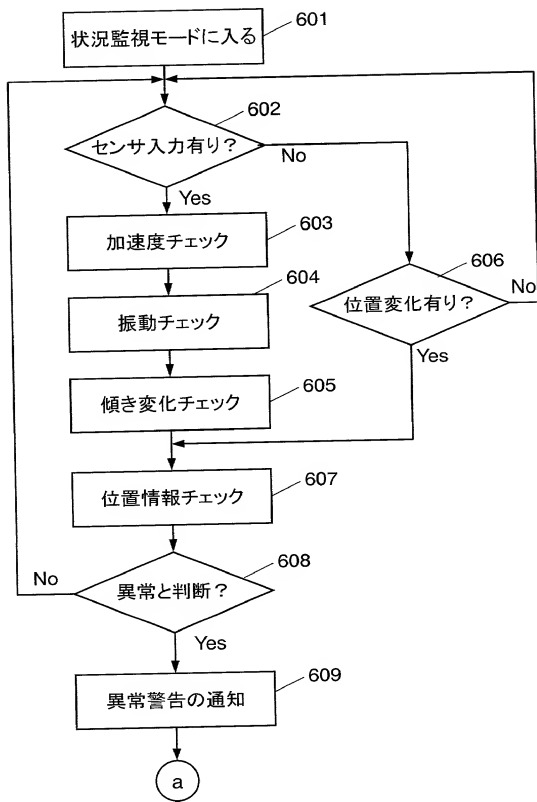 状況監視モードに入る
601
602
センサ入力有り？
No
Yes
加速度チェック
603
604
606
位置変化有り？
No
振動チェック
Yes
傾き変化チェック
605
位置情報チェック
607
608
No
異常と判断？
Yes
異常警告の通知
609
a